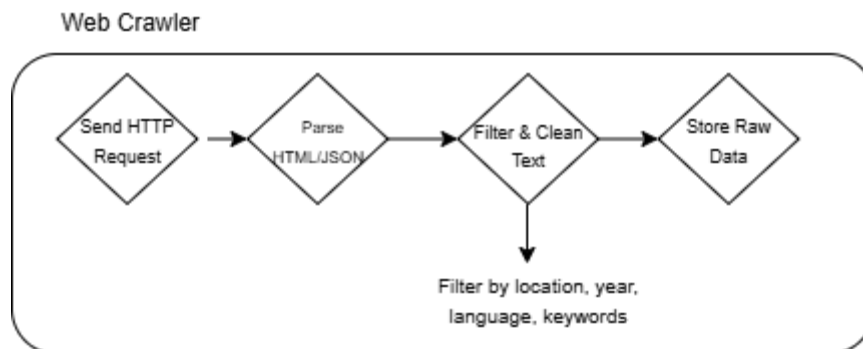 Web Crawler
Send HTTP
Request
Parse
HTML/JSON
Filter & Clean
Text
Store Raw
Data
Filter by location, year,
language, keywords